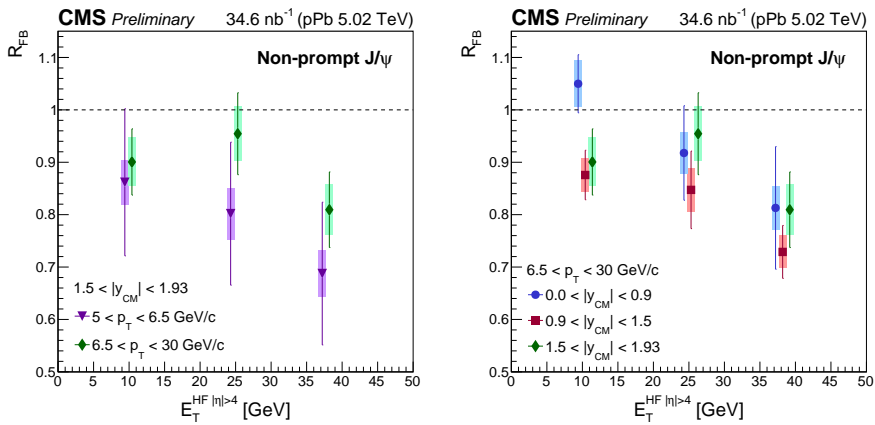 CMS Preliminary 34.6 nb⁻¹ (pPb 5.02 TeV)
R_FB
Non-prompt J/ψ
1.1
1
0.9
0.8
0.7
0.6
0.5
1.5 < |y_CM| < 1.93
5 < p_T < 6.5 GeV/c
6.5 < p_T < 30 GeV/c
0 5 10 15 20 25 30 35 40 45 50
E_T^HF |η|>4 [GeV]
CMS Preliminary 34.6 nb⁻¹ (pPb 5.02 TeV)
R_FB
Non-prompt J/ψ
1.1
1
0.9
0.8
0.7
0.6
0.5
6.5 < p_T < 30 GeV/c
0.0 < |y_CM| < 0.9
0.9 < |y_CM| < 1.5
1.5 < |y_CM| < 1.93
0 5 10 15 20 25 30 35 40 45 50
E_T^HF |η|>4 [GeV]